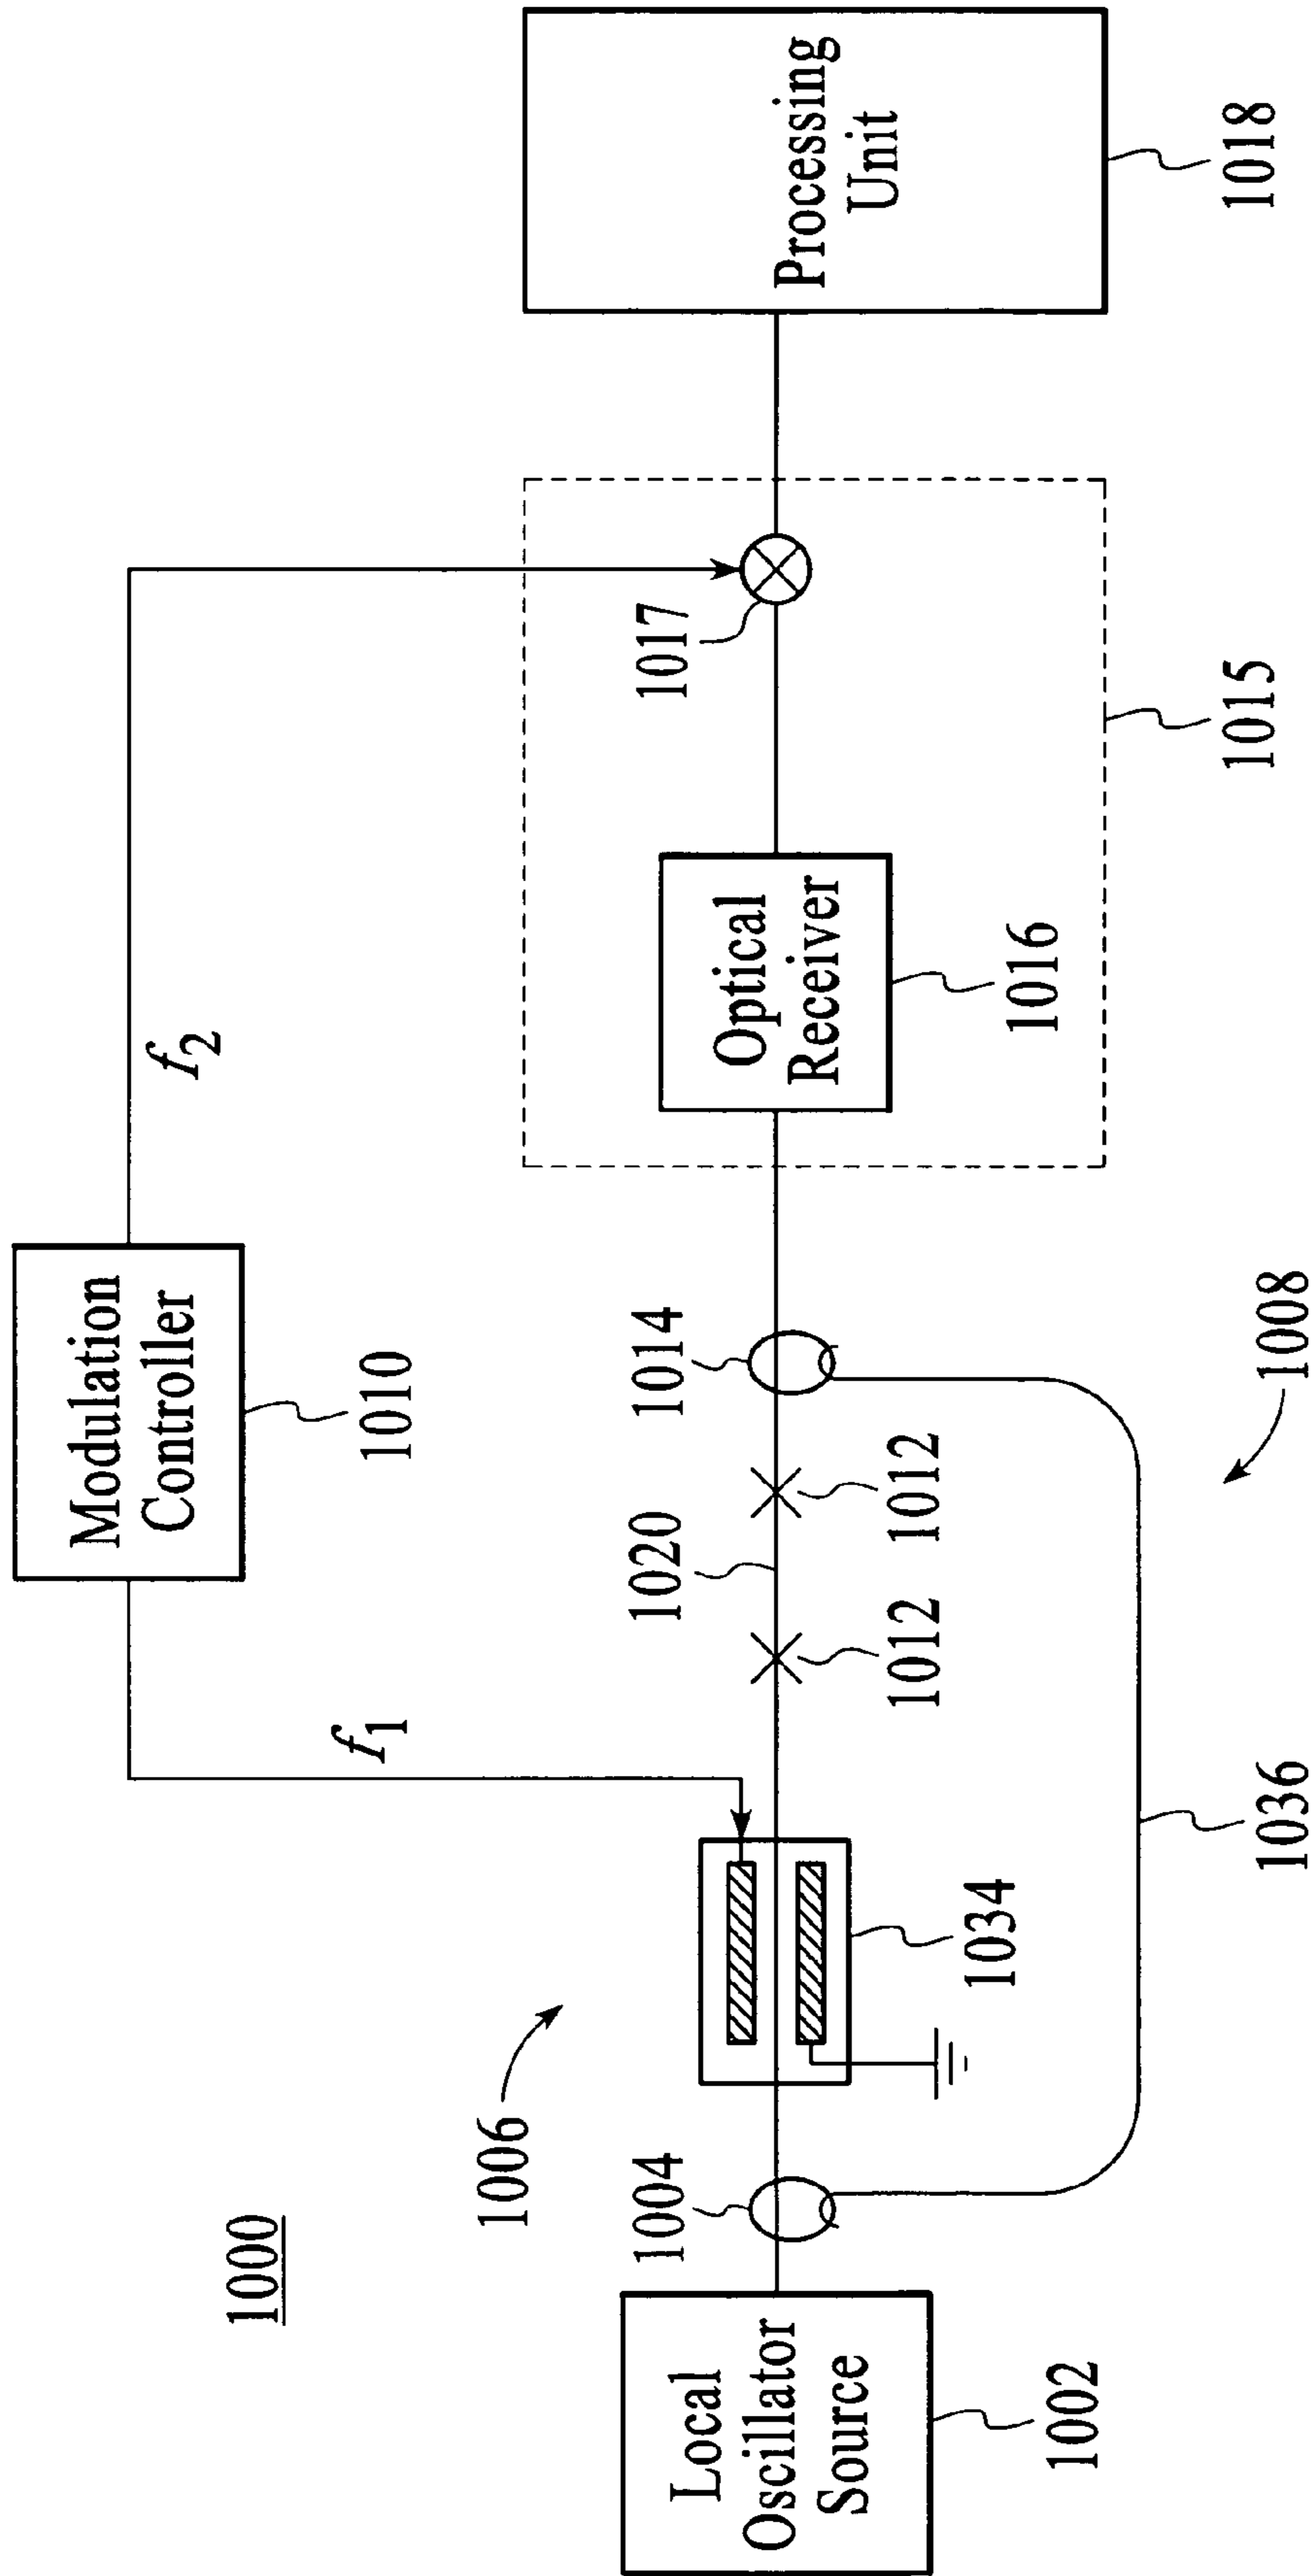 1000
Modulation
Controller
1010
f1
f2
1006
1004
1020
1014
1017
Local
Oscillator
Source
1002
1034
1012
1012
Optical
Receiver
1016
Processing
Unit
1018
1036
1008
1015